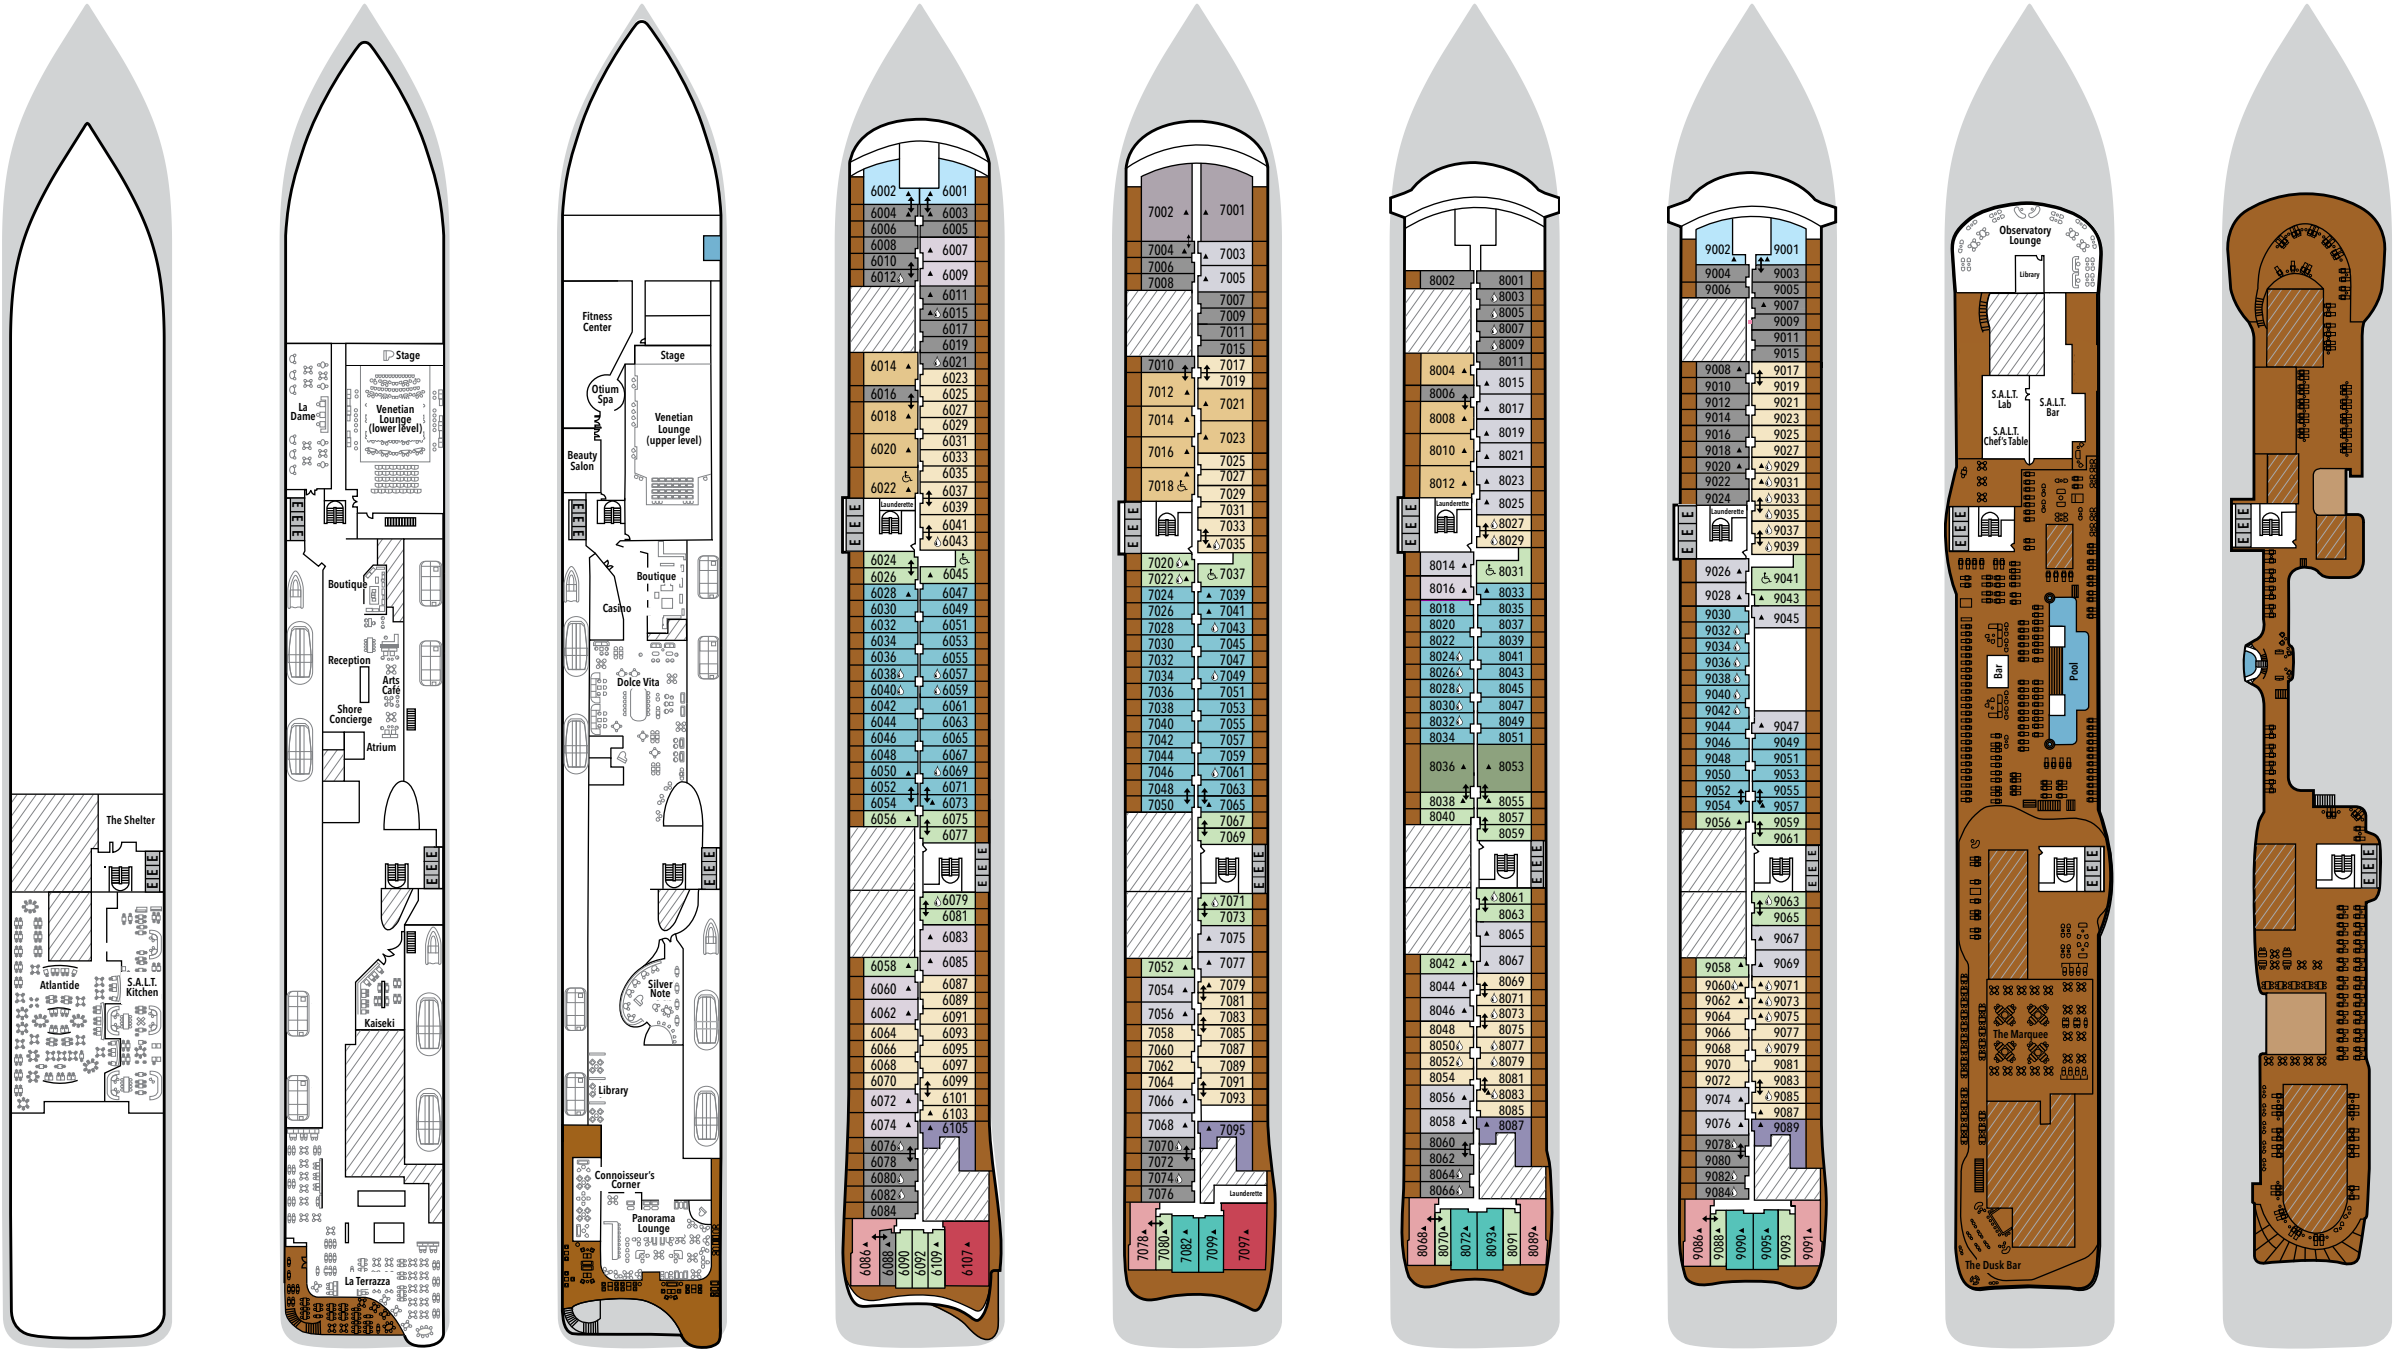 The Shelter
E
E
E
Atlantide
S.A.L.T.
Kitchen
Stage
La
Dame
Venetian
Lounge
(lower level)
E
E
E
Boutique
Reception
Arts
Café
Shore
Concierge
Atrium
E
E
E
Kaiseki
La Terrazza
Fitness
Center
Stage
Otium
Spa
Venetian
Lounge
(upper level)
Beauty
Salon
E
E
E
Boutique
Casino
Dolce Vita
E
E
E
Silver
Note
Library
Connoisseur's
Corner
Panorama
Lounge
6002 6001
6004 6003
6006 6005
6008 6007
6010
6012 6009
6011
6015
6017
6019
6014 6021
6023
6016 6025
6018 6027
6029
6020 6031
6033
6035
6022 6037
Launderette 6039
E
E
E
6041
6043
6024
6026 6045
6028 6047
6030 6049
6032 6051
6034 6053
6036 6055
6038 6057
6040 6059
6042 6061
6044 6063
6046 6065
6048 6067
6050 6069
6052 6071
6054 6073
6056 6075
6077
E
E
E
6079
6081
6083
6058 6085
6060 6087
6089
6062 6091
6064 6093
6066 6095
6068 6097
6070 6099
6072 6101
6103
6074 6105
6076
6078
6080
6082
6084
6086 6088 6090 6092 6109 6107
7002 7001
7004 7003
7006
7008 7005
7007
7009
7011
7015
7010 7017
7019
7012 7021
7014
7023
7016 7025
7027
7018 7029
7031
E
E
E
7033
7035
7020
7022 7037
7024 7039
7026 7041
7028 7043
7030 7045
7032 7047
7034 7049
7036 7051
7038 7053
7040 7055
7042 7057
7044 7059
7046 7061
7048 7063
7050 7065
7067
7069
E
E
E
7071
7073
7075
7052 7077
7054 7079
7081
7056 7083
7058 7085
7060 7087
7062 7089
7064 7091
7066 7093
7068 7095
7070
7072
7074
7076 Launderette
7078 7080 7082 7099 7097
8002 8001
8003
8005
8007
8009
8004 8011
8015
8006
8008 8017
8019
8010 8021
8012 8023
Launderette 8025
E
E
E
8027
8029
8014 8031
8016 8033
8018 8035
8020 8037
8022 8039
8024 8041
8026 8043
8028 8045
8030 8047
8032 8049
8034 8051
8036 8053
8038 8055
8040 8057
8059
E
E
E
8061
8063
8065
8042 8067
8044 8069
8071
8046 8073
8048 8075
8050 8077
8052 8079
8054 8081
8056 8083
8085
8058 8087
8060
8062
8064
8066
8068 8070 8072 8093 8091 8089
9002 9001
9004 9003
9006 9005
9007
9009
9011
9015
9008 9017
9010 9019
9012 9021
9014 9023
9016 9025
9018 9027
9020 9029
9022 9031
9024 9033
Launderette 9035
E
E
E
9037
9039
9026 9041
9028 9043
9030 9045
9032
9034
9036
9038
9040
9042
9044 9047
9046 9049
9048 9051
9050 9053
9052 9055
9054 9057
9056 9059
9061
E
E
E
9063
9065
9067
9058 9069
9060 9071
9062 9073
9064 9075
9066 9077
9068 9079
9070 9081
9072 9083
9074 9085
9087
9076 9089
9078
9080
9082
9084
9086 9088 9090 9095 9093 9091
Observatory
Lounge
Library
S.A.L.T.
Lab
S.A.L.T.
Bar
S.A.L.T.
Chef's Table
E
E
E
Bar
Pool
E
E
E
The Marquee
The Dusk Bar
E
E
E
E
E
E